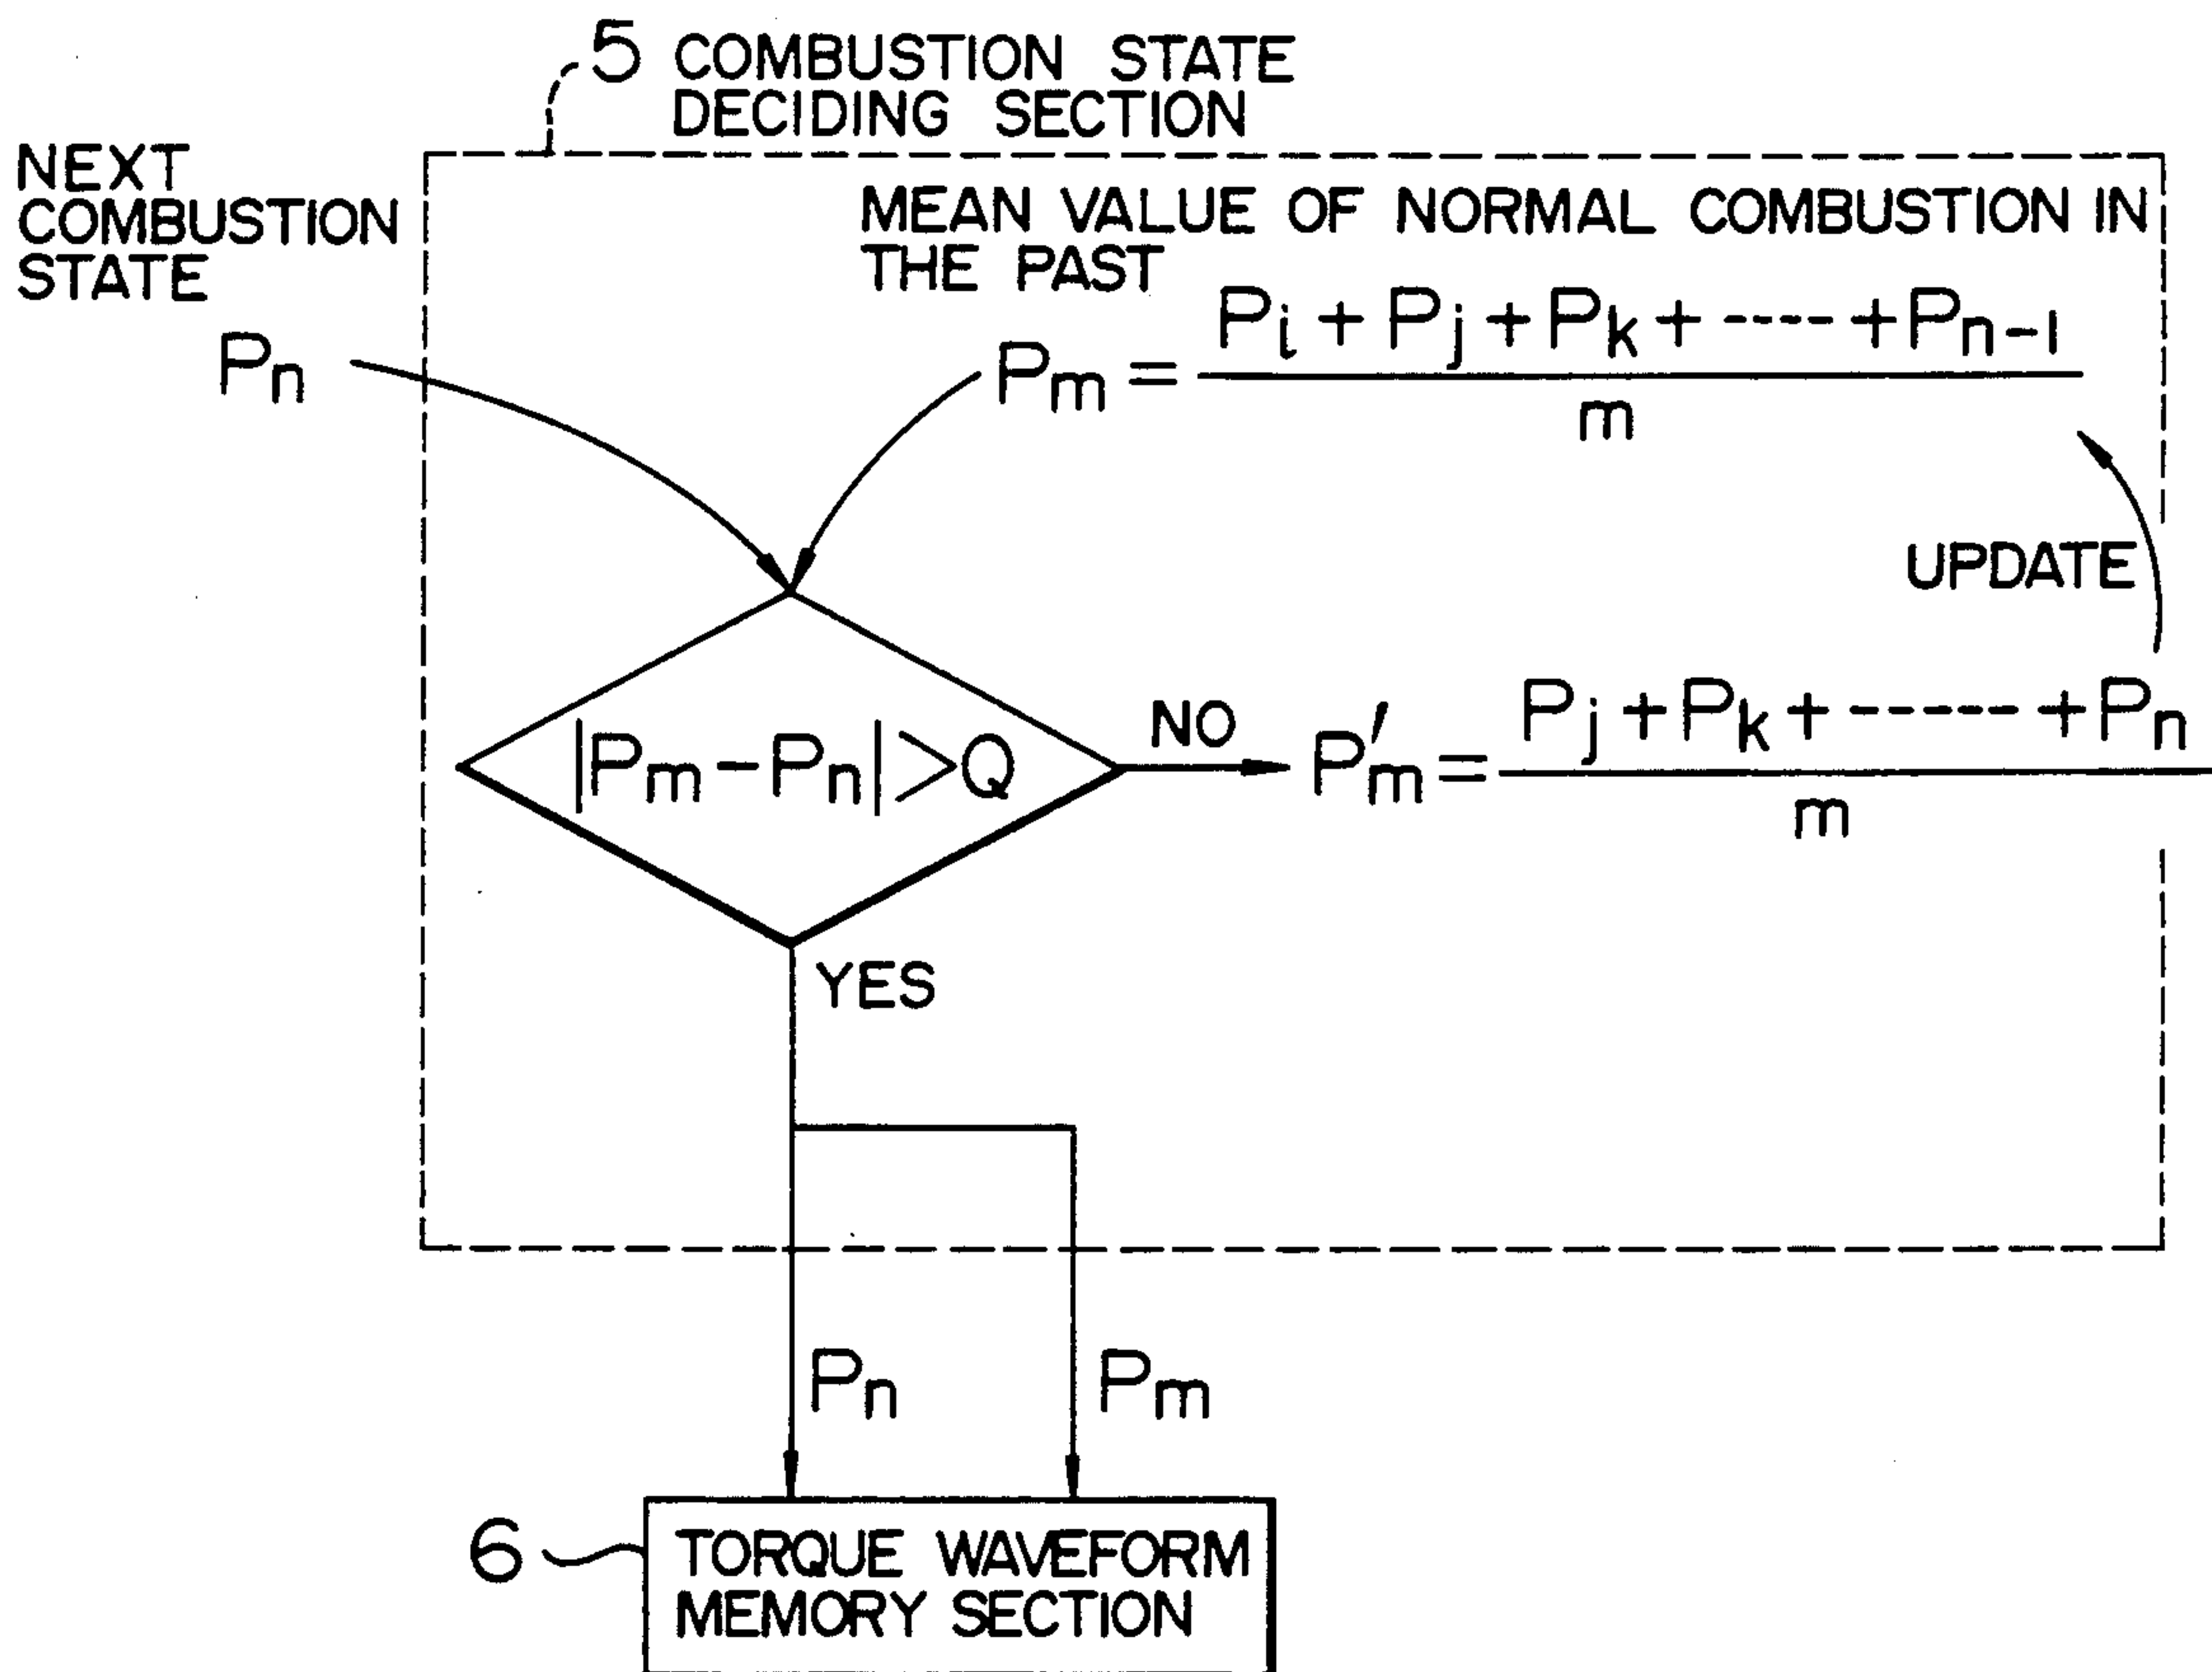 5 COMBUSTION STATE
DECIDING SECTION
NEXT
COMBUSTION
STATE
MEAN VALUE OF NORMAL COMBUSTION IN
THE PAST
Pn
Pm = Pi + Pj + Pk + ---- + Pn-1
m
UPDATE
|Pm - Pn| > Q
NO
P'm = Pj + Pk + ------ + Pn
m
YES
Pn
Pm
6
TORQUE WAVEFORM
MEMORY SECTION